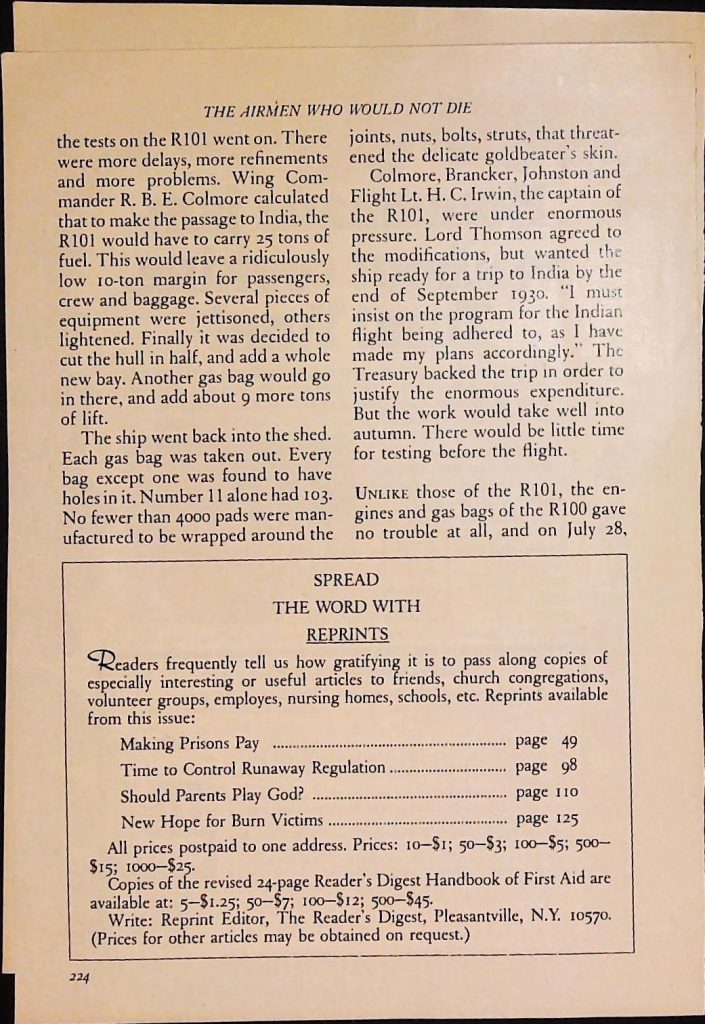 THE AIRMEN WHO WOULD NOT DIE
the tests on the R101 went on. There
were more delays, more refinements
and more problems. Wing Com-
mander R. B. E. Colmore calculated
that to make the passage to India, the
R101 would have to carry 25 tons of
fuel. This would leave a ridiculously
low 10-ton margin for passengers,
crew and baggage. Several pieces of
equipment were jettisoned, others
lightened. Finally it was decided to
cut the hull in half, and add a whole
new bay. Another gas bag would go
in there, and add about 9 more tons
of lift.
The ship went back into the shed.
Each gas bag was taken out. Every
bag except one was found to have
holes in it. Number 11 alone had 103.
No fewer than 4000 pads were man-
ufactured to be wrapped around the
joints, nuts, bolts, struts, that threat-
ened the delicate goldbeater's skin.
Colmore, Brancker, Johnston and
Flight Lt. H. C. Irwin, the captain of
the R101, were under enormous
pressure. Lord Thomson agreed to
the modifications, but wanted the
ship ready for a trip to India by the
end of September 1930. "I must
insist on the program for the Indian
flight being adhered to, as I have
made my plans accordingly." The
Treasury backed the trip in order to
justify the enormous expenditure.
But the work would take well into
autumn. There would be little time
for testing before the flight.
UNLIKE those of the R101, the en-
gines and gas bags of the R100 gave
no trouble at all, and on July 28,
SPREAD
THE WORD WITH
REPRINTS
Readers frequently tell us how gratifying it is to pass along copies of
especially interesting or useful articles to friends, church congregations,
volunteer groups, employes, nursing homes, schools, etc. Reprints available
from this issue:
Making Prisons Pay ........................................ page 49
Time to Control Runaway Regulation .................... page 98
Should Parents Play God? ................................. page 110
New Hope for Burn Victims ............................... page 125
All prices postpaid to one address. Prices: 10—$1; 50—$3; 100—$5; 500—
$15; 1000—$25.
Copies of the revised 24-page Reader's Digest Handbook of First Aid are
available at: 5—$1.25; 50—$7; 100—$12; 500—$45.
Write: Reprint Editor, The Reader's Digest, Pleasantville, N.Y. 10570.
(Prices for other articles may be obtained on request.)
224